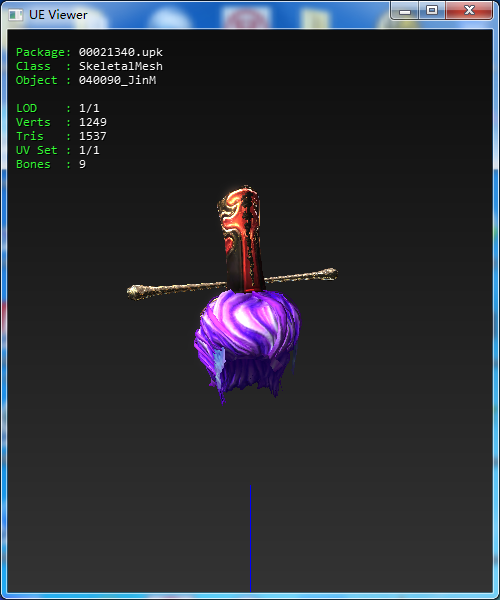 UE Viewer
Package: 00021340.upk
Class : SkeletalMesh
Object : 040090_JinM
LOD : 1/1
Verts : 1249
Tris : 1537
UV Set : 1/1
Bones : 9